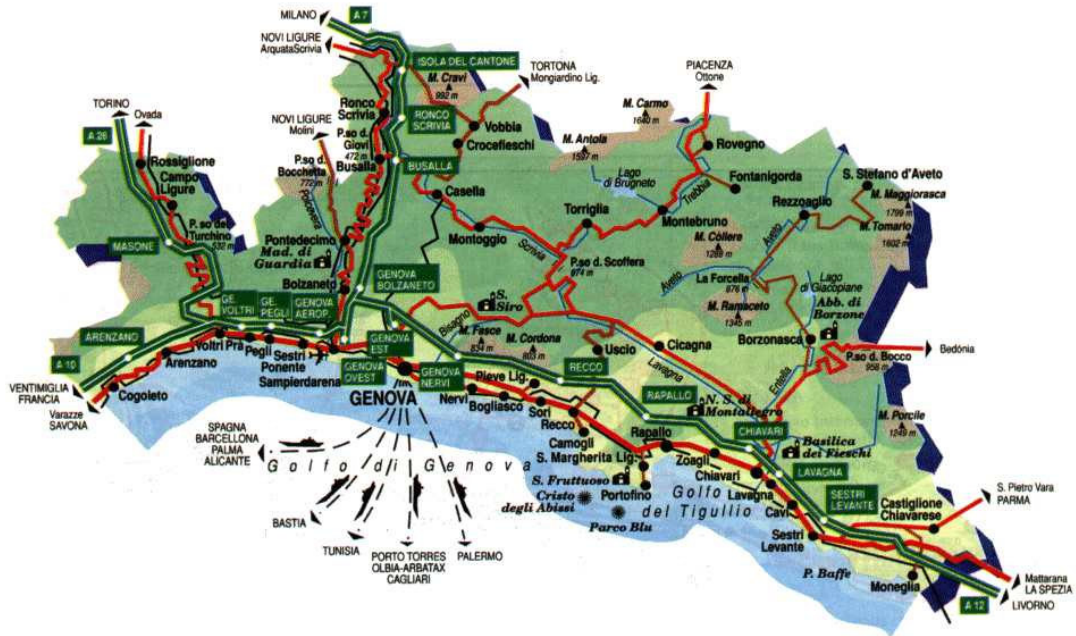 MILANO
A 7
NOVI LIGURE
ArquataScrivia
ISOLA DEL CANTONE
TORTONA
Mongiardino Lig.
M. Cravi
992 m
PIACENZA
Ottone
TORINO
Ovada
A 26
NOVI LIGURE
Molini
Ronco
Scrivia
RONCO
SCRIVIA
Vobbia
Crocefieschi
M. Carmo
1640 m
M. Antola
1597 m
Rovegno
P.so d.
Giovi
472 m
Busalla
BUSALLA
Rossiglione
Campo
Ligure
P.so d.
Bocchetta
772 m
Polcevera
Casella
Lago
di Brugneto
Trebbia
Fontanigorda
S. Stefano d'Aveto
M. Maggiorasca
1799 m
Rezzoaglio
P. so del
Turchino
532 m
MASONE
Pontedecimo
Mad. di
Guardia
Montoggio
Torriglia
Montebruno
Scrivia
M. Tomarlo
1602 m
M. Còllere
1289 m
Aveto
P.so d. Scoffera
974 m
Bolzaneto
GENOVA
BOLZANETO
La Forcella
876 m
Aveto
Lago
di Giacopiane
Abb. di
Borzone
GE.
VOLTRI
GE.
PEGLI
GENOVA
AEROP.
S.
Siro
M. Ramaceto
1345 m
Bisagno
M. Fasce
834 m
M. Cordona
803 m
Borzonasca
ARENZANO
A 10
Voltri
Prà
Pegli
Sestri
Ponente
Sampierdarena
GENOVA
EST
GENOVA
OVEST
GENOVA
NERVI
Uscio
Cicagna
Lavagna
Entella
P.so d. Bocco
956 m
Bedónia
Arenzano
VENTIMIGLIA
FRANCIA
Cogoleto
Varazze
SAVONA
GENOVA
Pieve Lig.
RECCO
Nervi
Bogliasco
Sori
Recco
RAPALLO
N. S. di
Montallegro
M. Porcile
1249 m
SPAGNA
BARCELLONA
PALMA
ALICANTE
Golfo di Genova
Camogli
S. Margherita Lig.
Rapallo
Zoagli
Chiavari
CHIAVARI
Basilica
dei Fieschi
LAVAGNA
S. Fruttuoso
Cristo
degli Abissi
Portofino
Parco Blu
Golfo
del Tigullio
Lavagna
Cavi
SESTRI
LEVANTE
Castiglione
Chiavarese
S. Pietro Vara
PARMA
BASTIA
TUNISIA
PORTO TORRES
OLBIA-ARBATAX
CAGLIARI
PALERMO
Sestri
Levante
P. Baffe
Moneglia
A 12
Mattarana
LA SPEZIA
LIVORNO